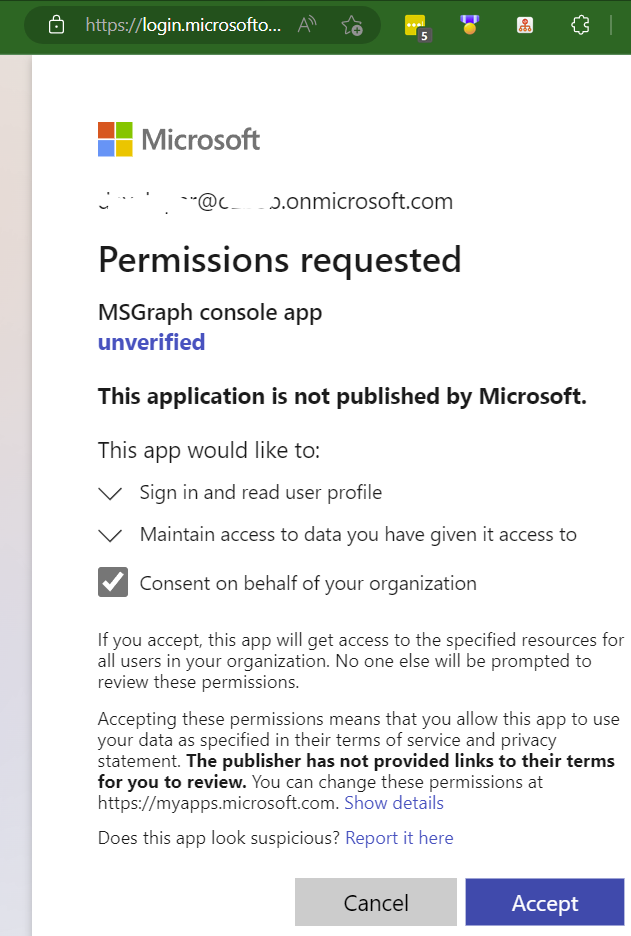 https://login.microsofto...
5
Microsoft
.onmicrosoft.com
Permissions requested
MSGraph console app
unverified
This application is not published by Microsoft.
This app would like to:
Sign in and read user profile
Maintain access to data you have given it access to
Consent on behalf of your organization
If you accept, this app will get access to the specified resources for
all users in your organization. No one else will be prompted to
review these permissions.
Accepting these permissions means that you allow this app to use
your data as specified in their terms of service and privacy
statement. The publisher has not provided links to their terms
for you to review. You can change these permissions at
https://myapps.microsoft.com. Show details
Does this app look suspicious? Report it here
Cancel
Accept